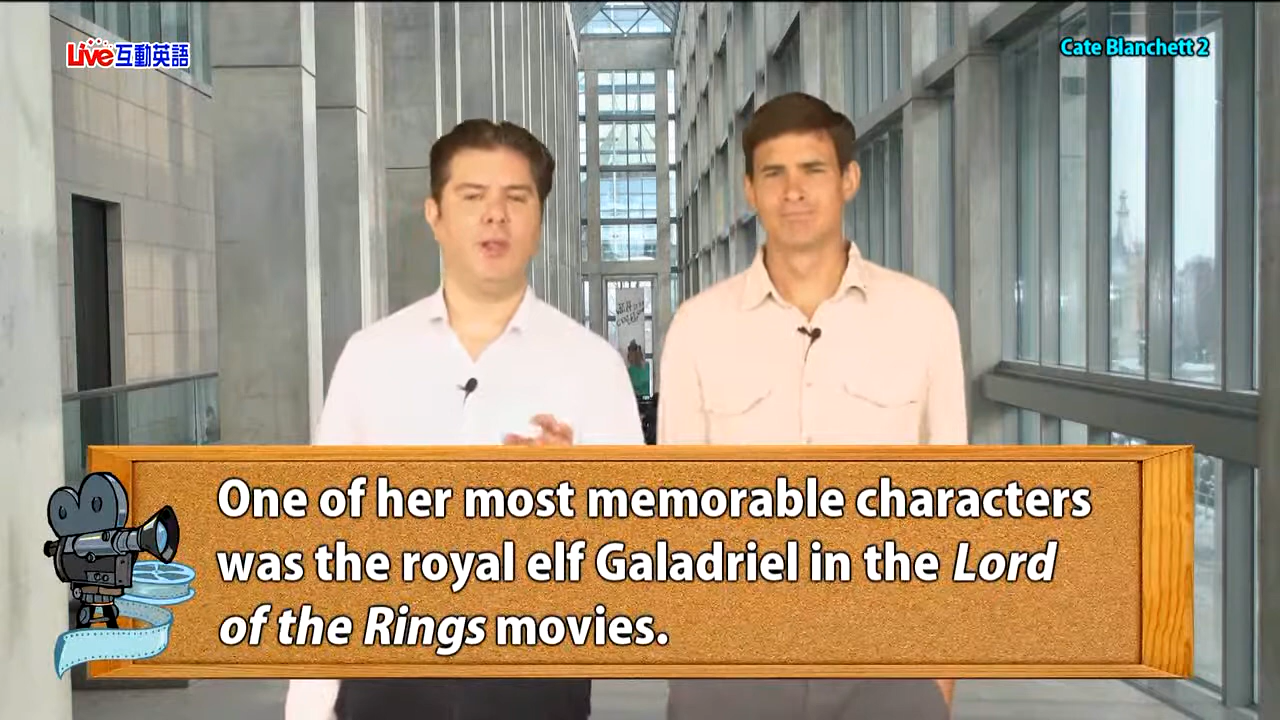 Live互動英語
Cate Blanchett 2
One of her most memorable characters
was the royal elf Galadriel in the Lord
of the Rings movies.